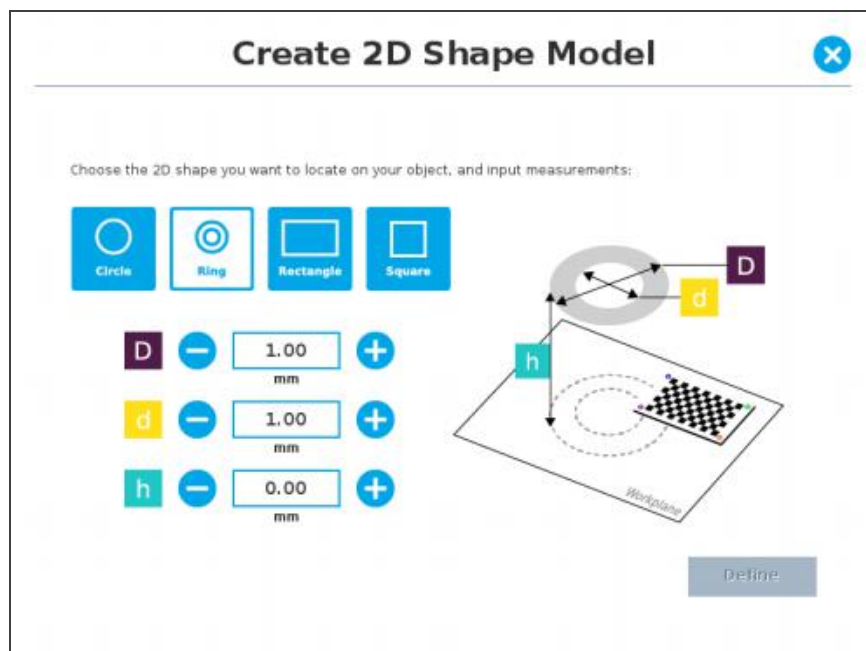 Create 2D Shape Model
Choose the 2D shape you want to locate on your object, and input measurements:
Circle
Ring
Rectangle
Square
D
d
h
D
1.00
mm
d
1.00
mm
h
0.00
mm
Workplane
Define